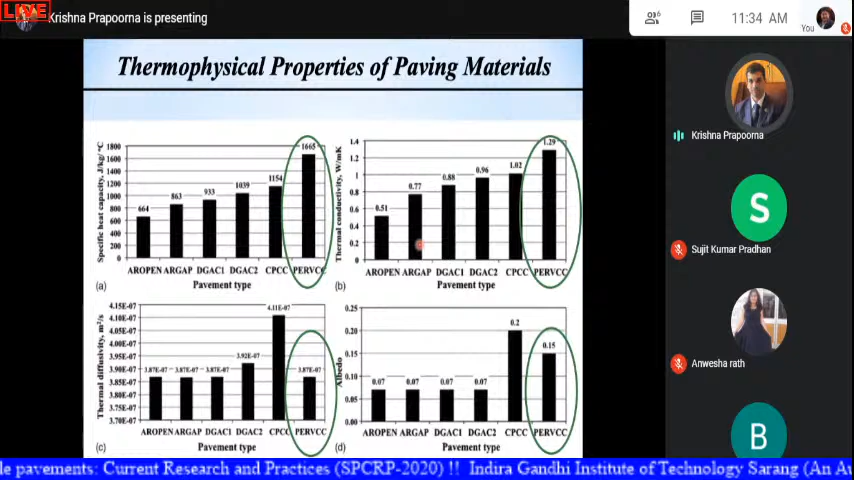 LIVE
Krishna Prapoorna is presenting
6
11:34 AM
You
Thermophysical Properties of Paving Materials
Specific heat capacity, J/kg/°C
1800
1600
1400
1200
1000
800
600
400
200
0
664
863
933
1039
1154
1665
AROPEN ARGAP DGAC1 DGAC2 CPCC PERVCC
(a)
Pavement type
Thermal conductivity, W/mK
1.4
1.2
1
0.8
0.6
0.4
0.2
0
0.51
0.77
0.88
0.96
1.02
1.29
AROPEN ARGAP DGAC1 DGAC2 CPCC PERVCC
(b)
Pavement type
Thermal diffusivity, m²/s
4.15E-07
4.10E-07
4.05E-07
4.00E-07
3.95E-07
3.90E-07
3.85E-07
3.80E-07
3.75E-07
3.70E-07
3.87E-07 3.87E-07 3.87E-07
3.92E-07
4.11E-07
3.87E-07
AROPEN ARGAP DGAC1 DGAC2 CPCC PERVCC
(c)
Pavement type
Albedo
0.25
0.20
0.15
0.10
0.05
0.00
0.07
0.07
0.07
0.07
0.2
0.15
AROPEN ARGAP DGAC1 DGAC2 CPCC PERVCC
(d)
Pavement type
Krishna Prapoorna
S
Sujit Kumar Pradhan
Anwesha rath
B
le pavements: Current Research and Practices (SPCRP-2020) !! Indira Gandhi Institute of Technology Sarang (An Au